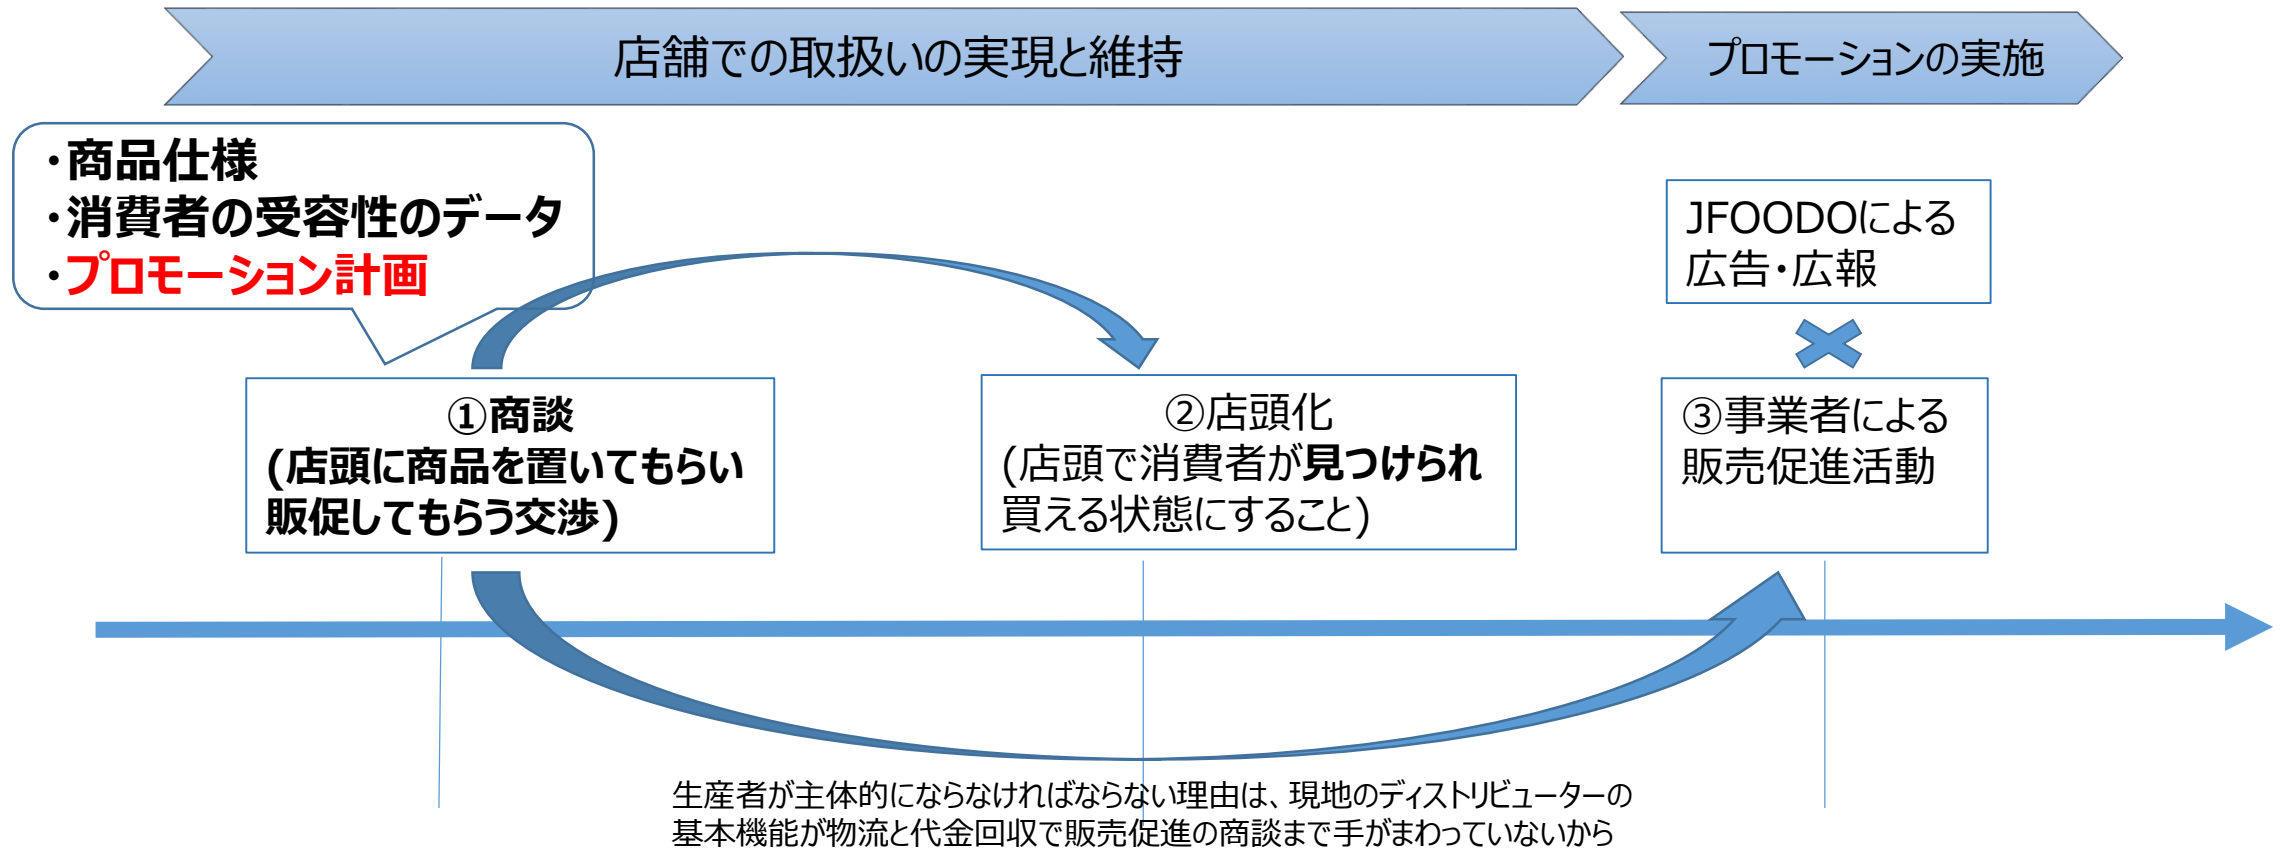 店舗での取扱いの実現と維持
プロモーションの実施
・商品仕様
・消費者の受容性のデータ
・プロモーション計画
JFOODOによる
広告・広報
①商談
(店頭に商品を置いてもらい
販促してもらう交渉)
②店頭化
(店頭で消費者が見つけられ
買える状態にすること)
③事業者による
販売促進活動
生産者が主体的にならなければならない理由は、現地のディストリビューターの
基本機能が物流と代金回収で販売促進の商談まで手がまわっていないから